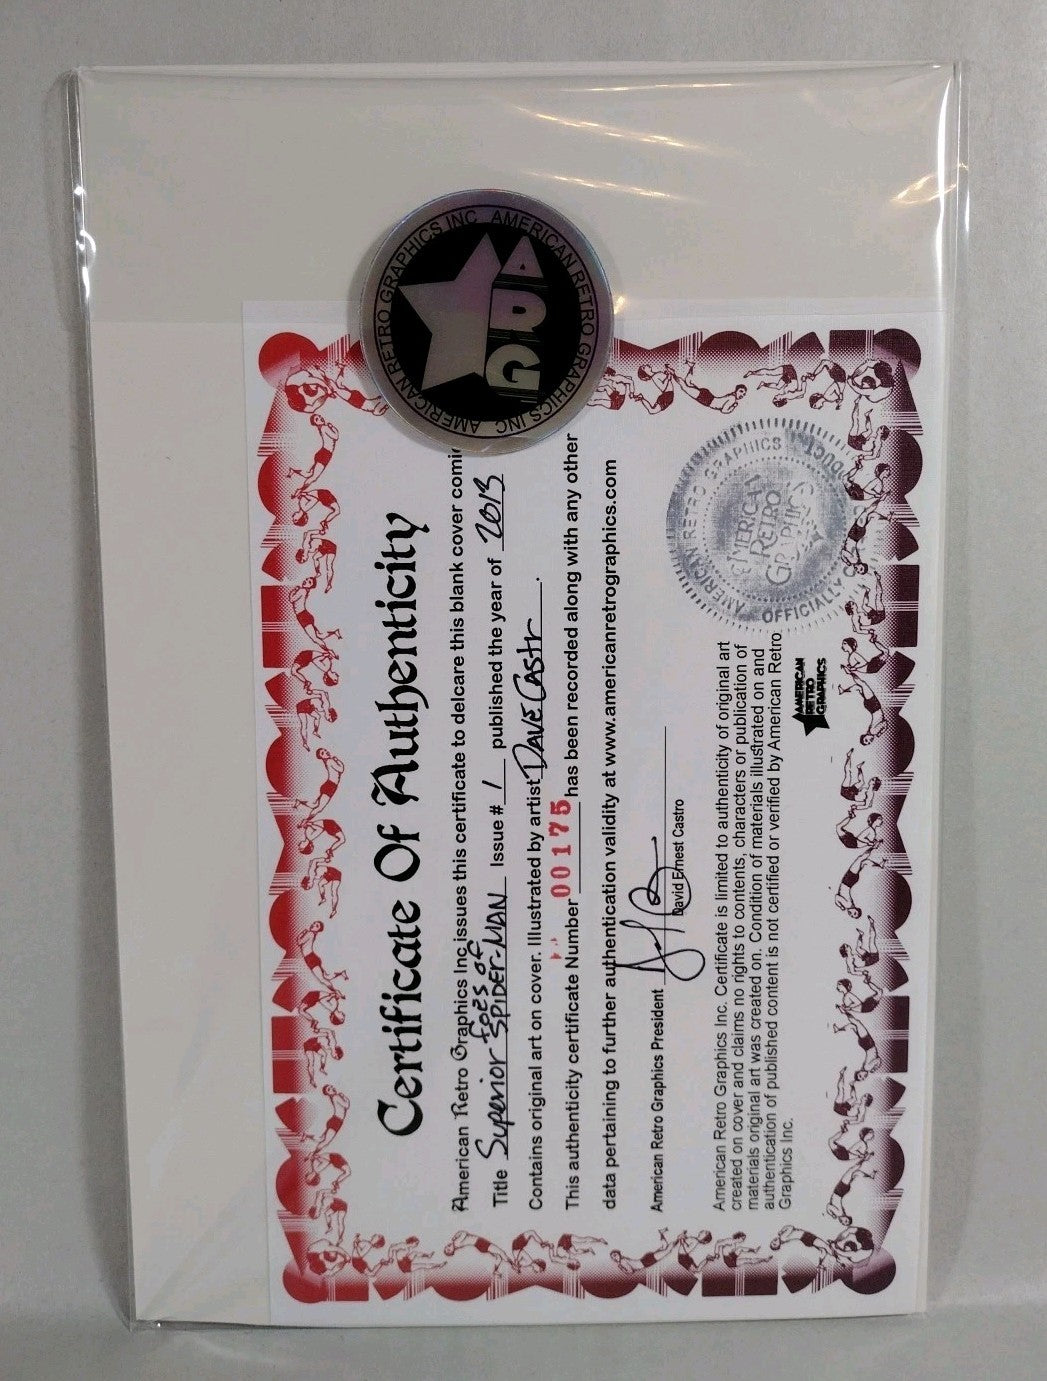 AMERICAN RETRO GRAPHICS INC AMERICAN RETRO GRAPHICS INC
ARG
Certificate Of Authenticity
American Retro Graphics Inc issues this certificate to delcare this blank cover comic
Title Superior foes of SPIDER-MAN Issue # 1 published the year of 2013
Contains original art on cover. Illustrated by artist DAVE Castr.
This authenticity certificate Number 00175 has been recorded along with any other
data pertaining to further authentication validity at www.americanretrographics.com
American Retro Graphics President
David Ernest Castro
American Retro Graphics Inc. Certificate is limited to authenticity of original art
created on cover and claims no rights to contents, characters or publication of
materials original art was created on. Condition of materials illustrated on and
authentication of published content is not certified or verified by American Retro
Graphics Inc.
AMERICAN
RETRO
GRAPHICS
AMERICAN RETRO GRAPHICS
OFFICIALLY
AMERICAN
RETRO
GRAPHICS